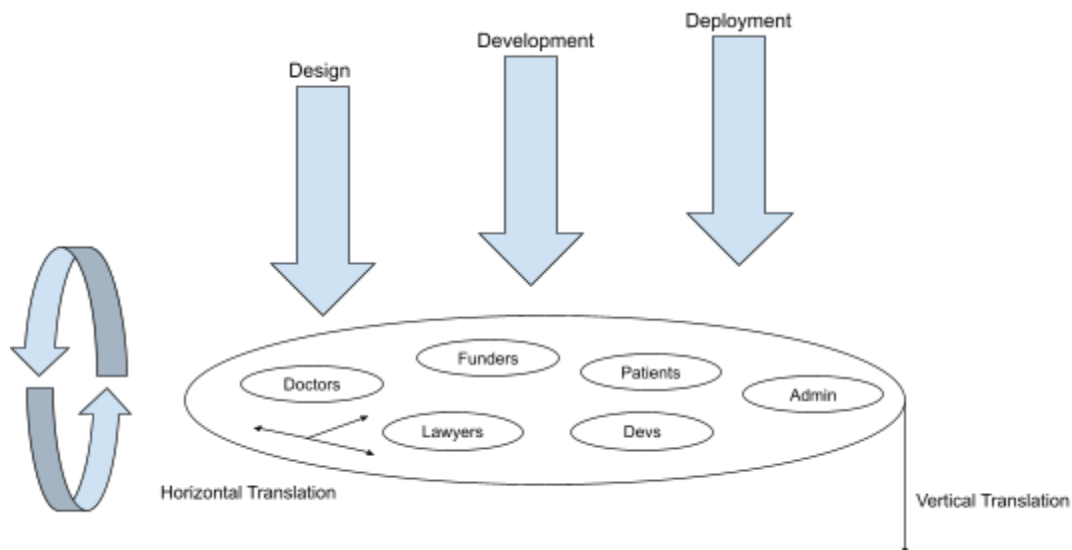 Deployment
Development
Design
Funders
Patients
Doctors
Admin
Lawyers
Devs
Horizontal Translation
Vertical Translation